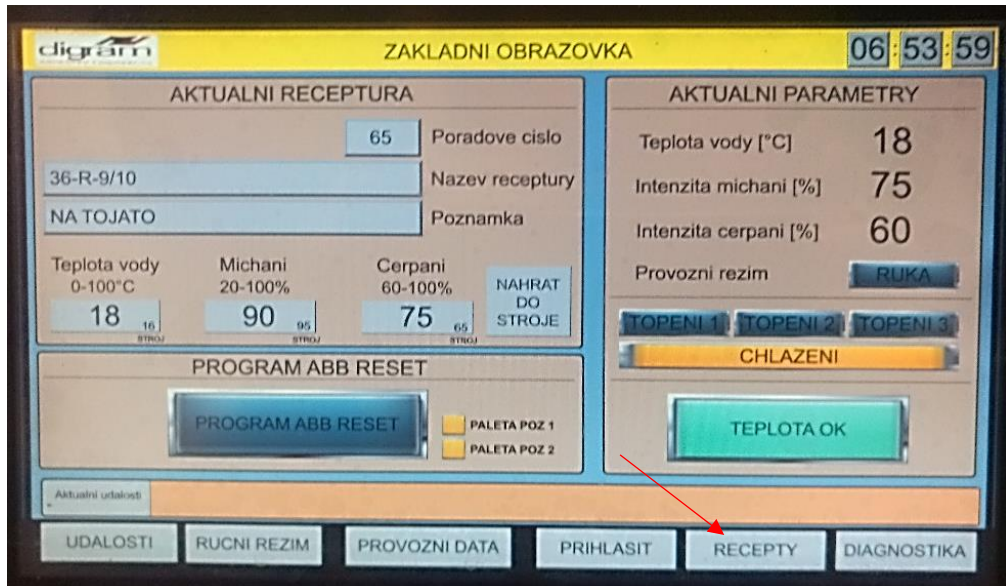 digram
ZAKLADNI OBRAZOVKA
06:53:59
AKTUALNI RECEPTURA
65 Poradove cislo
36-R-9/10 Nazev receptury
NA TOJATO Poznamka
Teplota vody Michani Cerpani
0-100°C 20-100% 60-100%
18 16 90 95 75 65
STROJ STROJ STROJ
NAHRAT
DO
STROJE
PROGRAM ABB RESET
PROGRAM ABB RESET
PALETA POZ 1
PALETA POZ 2
AKTUALNI PARAMETRY
Teplota vody [°C] 18
Intenzita michani [%] 75
Intenzita cerpani [%] 60
Provozni rezim RUKA
TOPENI 1 TOPENI 2 TOPENI 3
CHLAZENI
TEPLOTA OK
Aktualni udalosti
UDALOSTI RUCNI REZIM PROVOZNI DATA PRIHLASIT RECEPTY DIAGNOSTIKA